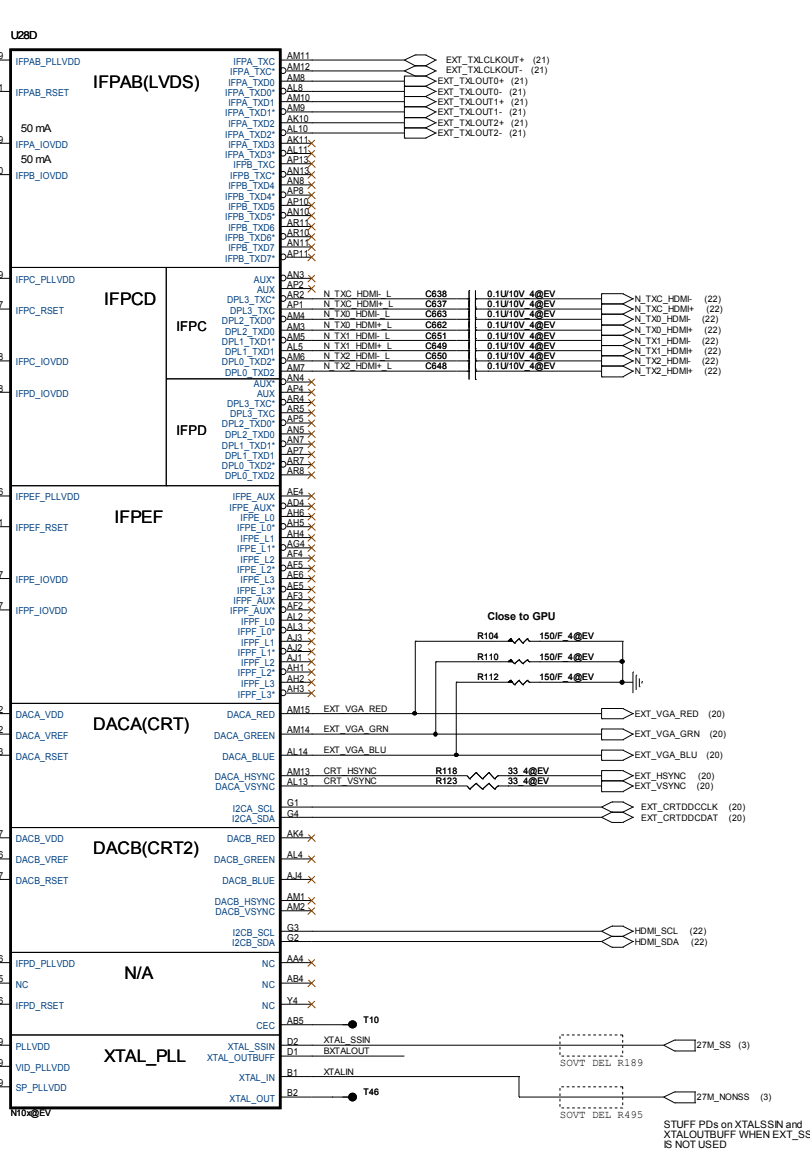 U28D
IFPAB_PLLVDD
IFPAB_RSET
50 mA
IFPA_IOVDD
50 mA
IFPB_IOVDD
IFPAB(LVDS)
IFPA_TXC AM11 EXT_TXLCLKOUT+ (21)
IFPA_TXC* AM12 EXT_TXLCLKOUT- (21)
IFPA_TXD0 AM8 EXT_TXLOUT0+ (21)
IFPA_TXD0* AL8 EXT_TXLOUT0- (21)
IFPA_TXD1 AM10 EXT_TXLOUT1+ (21)
IFPA_TXD1* AM9 EXT_TXLOUT1- (21)
IFPA_TXD2 AK10 EXT_TXLOUT2+ (21)
IFPA_TXD2* AL10 EXT_TXLOUT2- (21)
IFPA_TXD3 AK11
IFPA_TXD3* AL11
IFPB_TXC AP13
IFPB_TXC* AN13
IFPB_TXD4 AN8
IFPB_TXD4* AP8
IFPB_TXD5 AP10
IFPB_TXD5* AN10
IFPB_TXD6 AR11
IFPB_TXD6* AR10
IFPB_TXD7 AN11
IFPB_TXD7* AP11
IFPC_PLLVDD
IFPC_RSET
IFPC_IOVDD
IFPD_IOVDD
IFPCD
IFPC
AUX* AN3
AUX AP2
DPL3_TXC* AR2 N_TXC_HDMI-_L C638 0.1U/10V_4@EV N_TXC_HDMI- (22)
DPL3_TXC AP1 N_TXC_HDMI+_L C637 0.1U/10V_4@EV N_TXC_HDMI+ (22)
DPL2_TXD0* AM4 N_TX0_HDMI-_L C663 0.1U/10V_4@EV N_TX0_HDMI- (22)
DPL2_TXD0 AM3 N_TX0_HDMI+_L C662 0.1U/10V_4@EV N_TX0_HDMI+ (22)
DPL1_TXD1* AM5 N_TX1_HDMI-_L C651 0.1U/10V_4@EV N_TX1_HDMI- (22)
DPL1_TXD1 AL5 N_TX1_HDMI+_L C649 0.1U/10V_4@EV N_TX1_HDMI+ (22)
DPL0_TXD2* AM6 N_TX2_HDMI-_L C650 0.1U/10V_4@EV N_TX2_HDMI- (22)
DPL0_TXD2 AM7 N_TX2_HDMI+_L C648 0.1U/10V_4@EV N_TX2_HDMI+ (22)
IFPD
AUX* AN4
AUX AP4
DPL3_TXC* AR4
DPL3_TXC AR5
DPL2_TXD0* AP5
DPL2_TXD0 AN5
DPL1_TXD1* AN7
DPL1_TXD1 AP7
DPL0_TXD2* AR7
DPL0_TXD2 AR8
IFPEF_PLLVDD
IFPEF_RSET
IFPE_IOVDD
IFPF_IOVDD
IFPEF
IFPE_AUX AE4
IFPE_AUX* AD4
IFPE_L0 AH6
IFPE_L0* AH5
IFPE_L1 AH4
IFPE_L1* AG4
IFPE_L2 AF4
IFPE_L2* AF5
IFPE_L3 AE6
IFPE_L3* AE5
IFPF_AUX AF3
IFPF_AUX* AF2
IFPF_L0 AL2
IFPF_L0* AL3
IFPF_L1 AJ3
IFPF_L1* AJ2
IFPF_L2 AJ1
IFPF_L2* AH1
IFPF_L3 AH2
IFPF_L3* AH3
Close to GPU
R104 150/F_4@EV
R110 150/F_4@EV
R112 150/F_4@EV
DACA_VDD
DACA_VREF
DACA_RSET
DACA(CRT)
DACA_RED AM15 EXT_VGA_RED EXT_VGA_RED (20)
DACA_GREEN AM14 EXT_VGA_GRN EXT_VGA_GRN (20)
DACA_BLUE AL14 EXT_VGA_BLU EXT_VGA_BLU (20)
DACA_HSYNC AM13 CRT_HSYNC R118 33_4@EV EXT_HSYNC (20)
DACA_VSYNC AL13 CRT_VSYNC R123 33_4@EV EXT_VSYNC (20)
I2CA_SCL G1 EXT_CRTDDCCLK (20)
I2CA_SDA G4 EXT_CRTDDCDAT (20)
DACB_VDD
DACB_VREF
DACB_RSET
DACB(CRT2)
DACB_RED AK4
DACB_GREEN AL4
DACB_BLUE AJ4
DACB_HSYNC AM1
DACB_VSYNC AM2
I2CB_SCL G3 HDMI_SCL (22)
I2CB_SDA G2 HDMI_SDA (22)
IFPD_PLLVDD
NC
IFPD_RSET
N/A
NC AA4
NC AB4
NC Y4
CEC AB5 T10
PLLVDD
VID_PLLVDD
SP_PLLVDD
XTAL_PLL
XTAL_SSIN D2 XTAL_SSIN 27M_SS (3)
XTAL_OUTBUFF D1 BXTALOUT
SOVT DEL R189
XTAL_IN B1 XTALIN
XTAL_OUT B2 T46 27M_NONSS (3)
SOVT DEL R495
N10x@EV
STUFF PDs on XTALSSIN and
XTALOUTBUFF WHEN EXT_SS
IS NOT USED